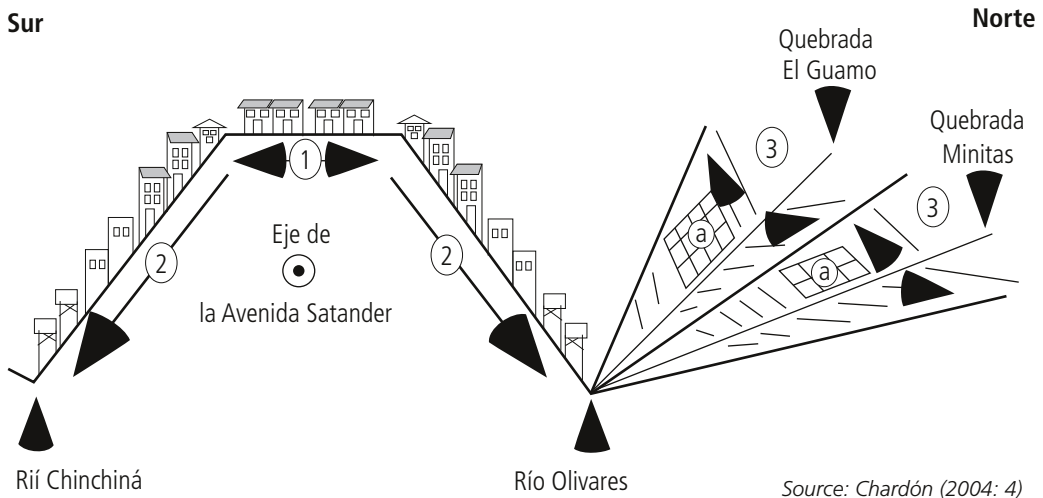 Sur
Norte
Quebrada
El Guamo
Quebrada
Minitas
3
3
1
2
2
a
a
Eje de
la Avenida Satander
Rií Chinchiná
Río Olivares
Source: Chardón (2004: 4)